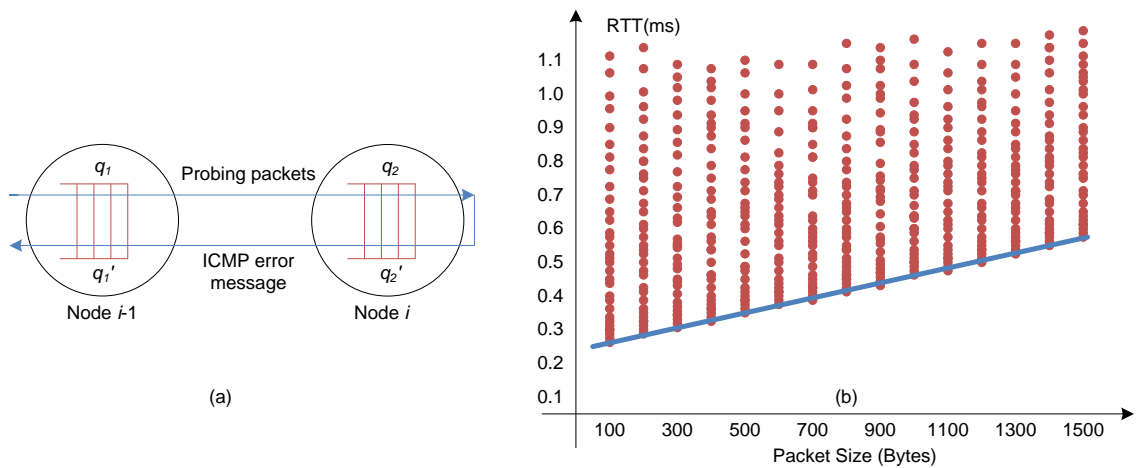 q1
q2
Probing packets
ICMP error
message
q1'
q2'
Node i-1
Node i
(a)
RTT(ms)
1.1
1.0
0.9
0.8
0.7
0.6
0.5
0.4
0.3
0.2
0.1
(b)
100 300 500 700 900 1100 1300 1500
Packet Size (Bytes)